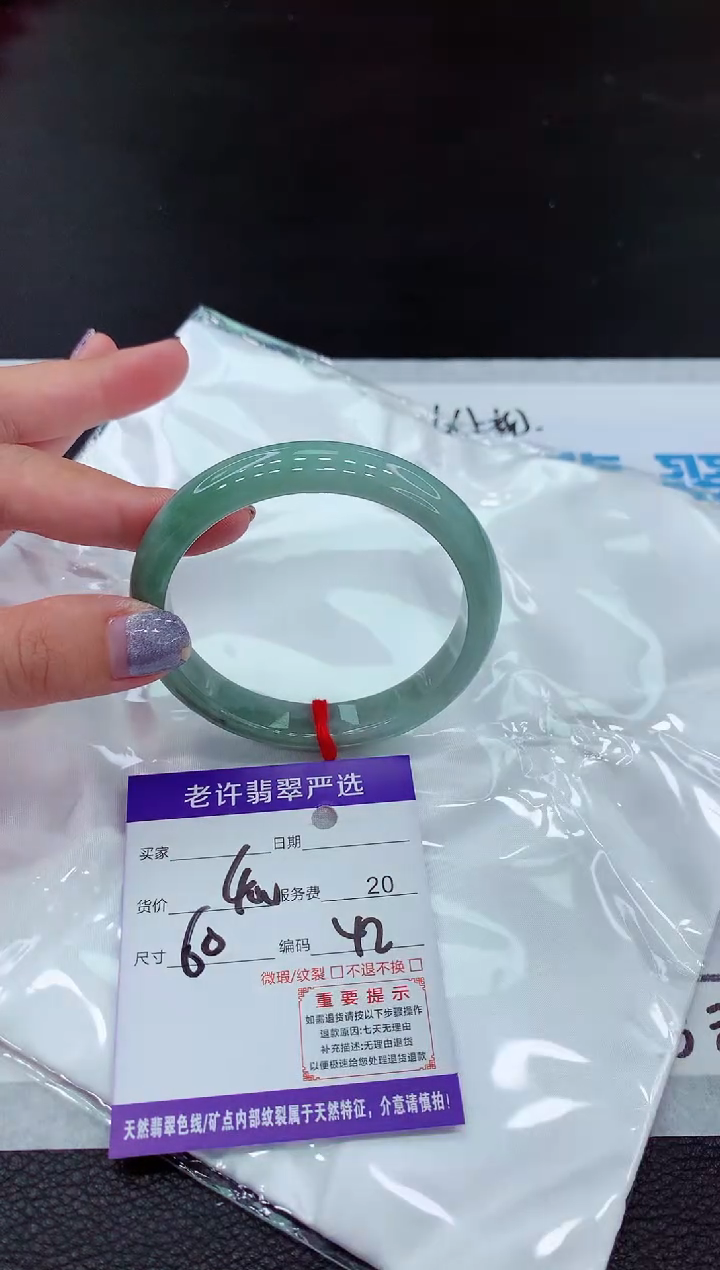 老许翡翠严选
买家 日期
货价 服务费 20
尺寸 60 编码 42
微瑕/纹裂 □ 不退不换 □
重要提示
如需退货请按以下步骤操作
退款原因:七天无理由
补充描述:无理由退货
以便极速给您处理退货退款
天然翡翠色线/矿点内部纹裂属于天然特征，介意请慎拍!